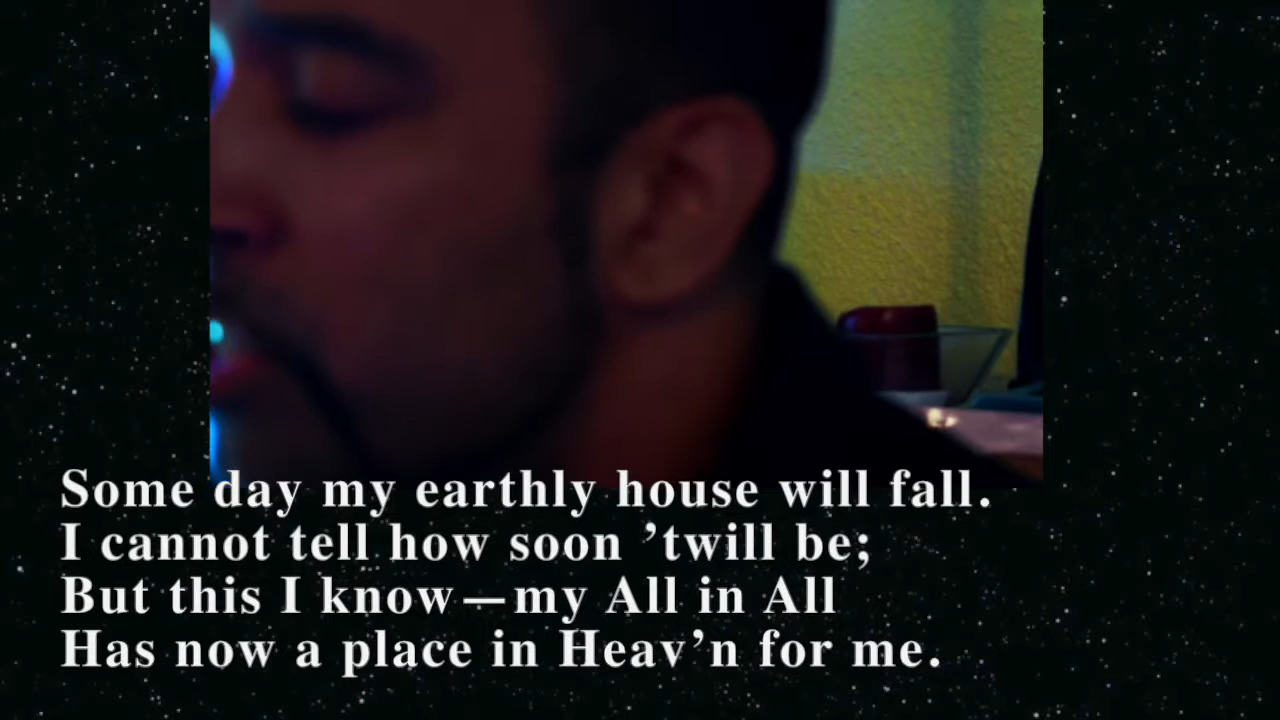 Some day my earthly house will fall.
I cannot tell how soon ’twill be;
But this I know—my All in All
Has now a place in Heav’n for me.